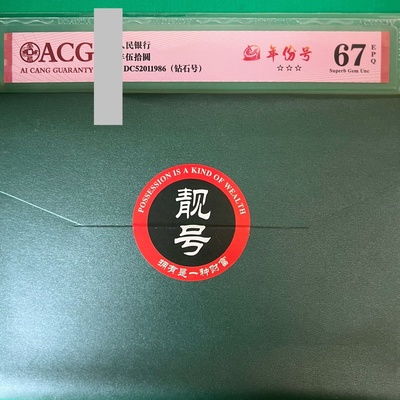 ACG
AI CANG GUARANTY
人民银行
伍拾圆
DC52011986(钻石号)
年份号
☆☆☆
67
EPQ
Superb Gem Unc
POSSESSION IS A KIND OF WEALTH
靓号
拥有是一种财富